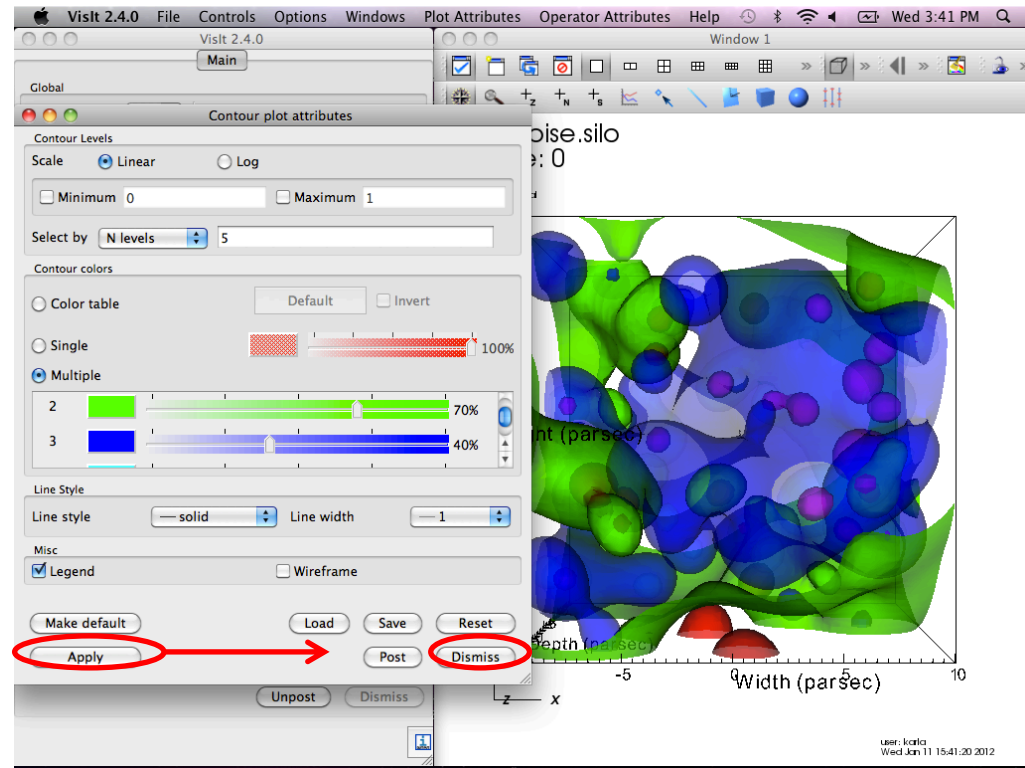 VisIt 2.4.0 File Controls Options Windows Plot Attributes Operator Attributes Help Wed 3:41 PM
VisIt 2.4.0
Main
Global
Contour plot attributes
Contour Levels
Scale Linear Log
Minimum 0 Maximum 1
Select by N levels 5
Contour colors
Color table Default Invert
Single 100%
Multiple
2 70%
3 40%
Line Style
Line style solid Line width 1
Misc
Legend Wireframe
Make default Load Save Reset
Apply Post Dismiss
Unpost Dismiss
Window 1
z N s
oise.silo
e: 0
ht (parsec)
Depth (parsec)
-5 0 5 10
Width (parsec)
z x
user: karla
Wed Jan 11 15:41:20 2012